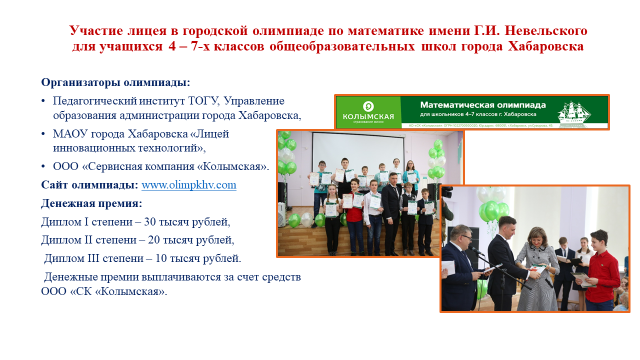 Участие лицея в городской олимпиаде по математике имени Г.И. Невельского
для учащихся 4 – 7-х классов общеобразовательных школ города Хабаровска
Организаторы олимпиады:
• Педагогический институт ТОГУ, Управление
образования администрации города Хабаровска,
• МАОУ города Хабаровска «Лицей
инновационных технологий»,
• ООО «Сервисная компания «Колымская».
Сайт олимпиады: www.olimpkhv.com
Денежная премия:
Диплом I степени – 30 тысяч рублей,
Диплом II степени – 20 тысяч рублей,
Диплом III степени – 10 тысяч рублей.
Денежные премии выплачиваются за счет средств
ООО «СК «Колымская».
КОЛЫМСКАЯ
Математическая олимпиада
для школьников 4-7 классов г. Хабаровска